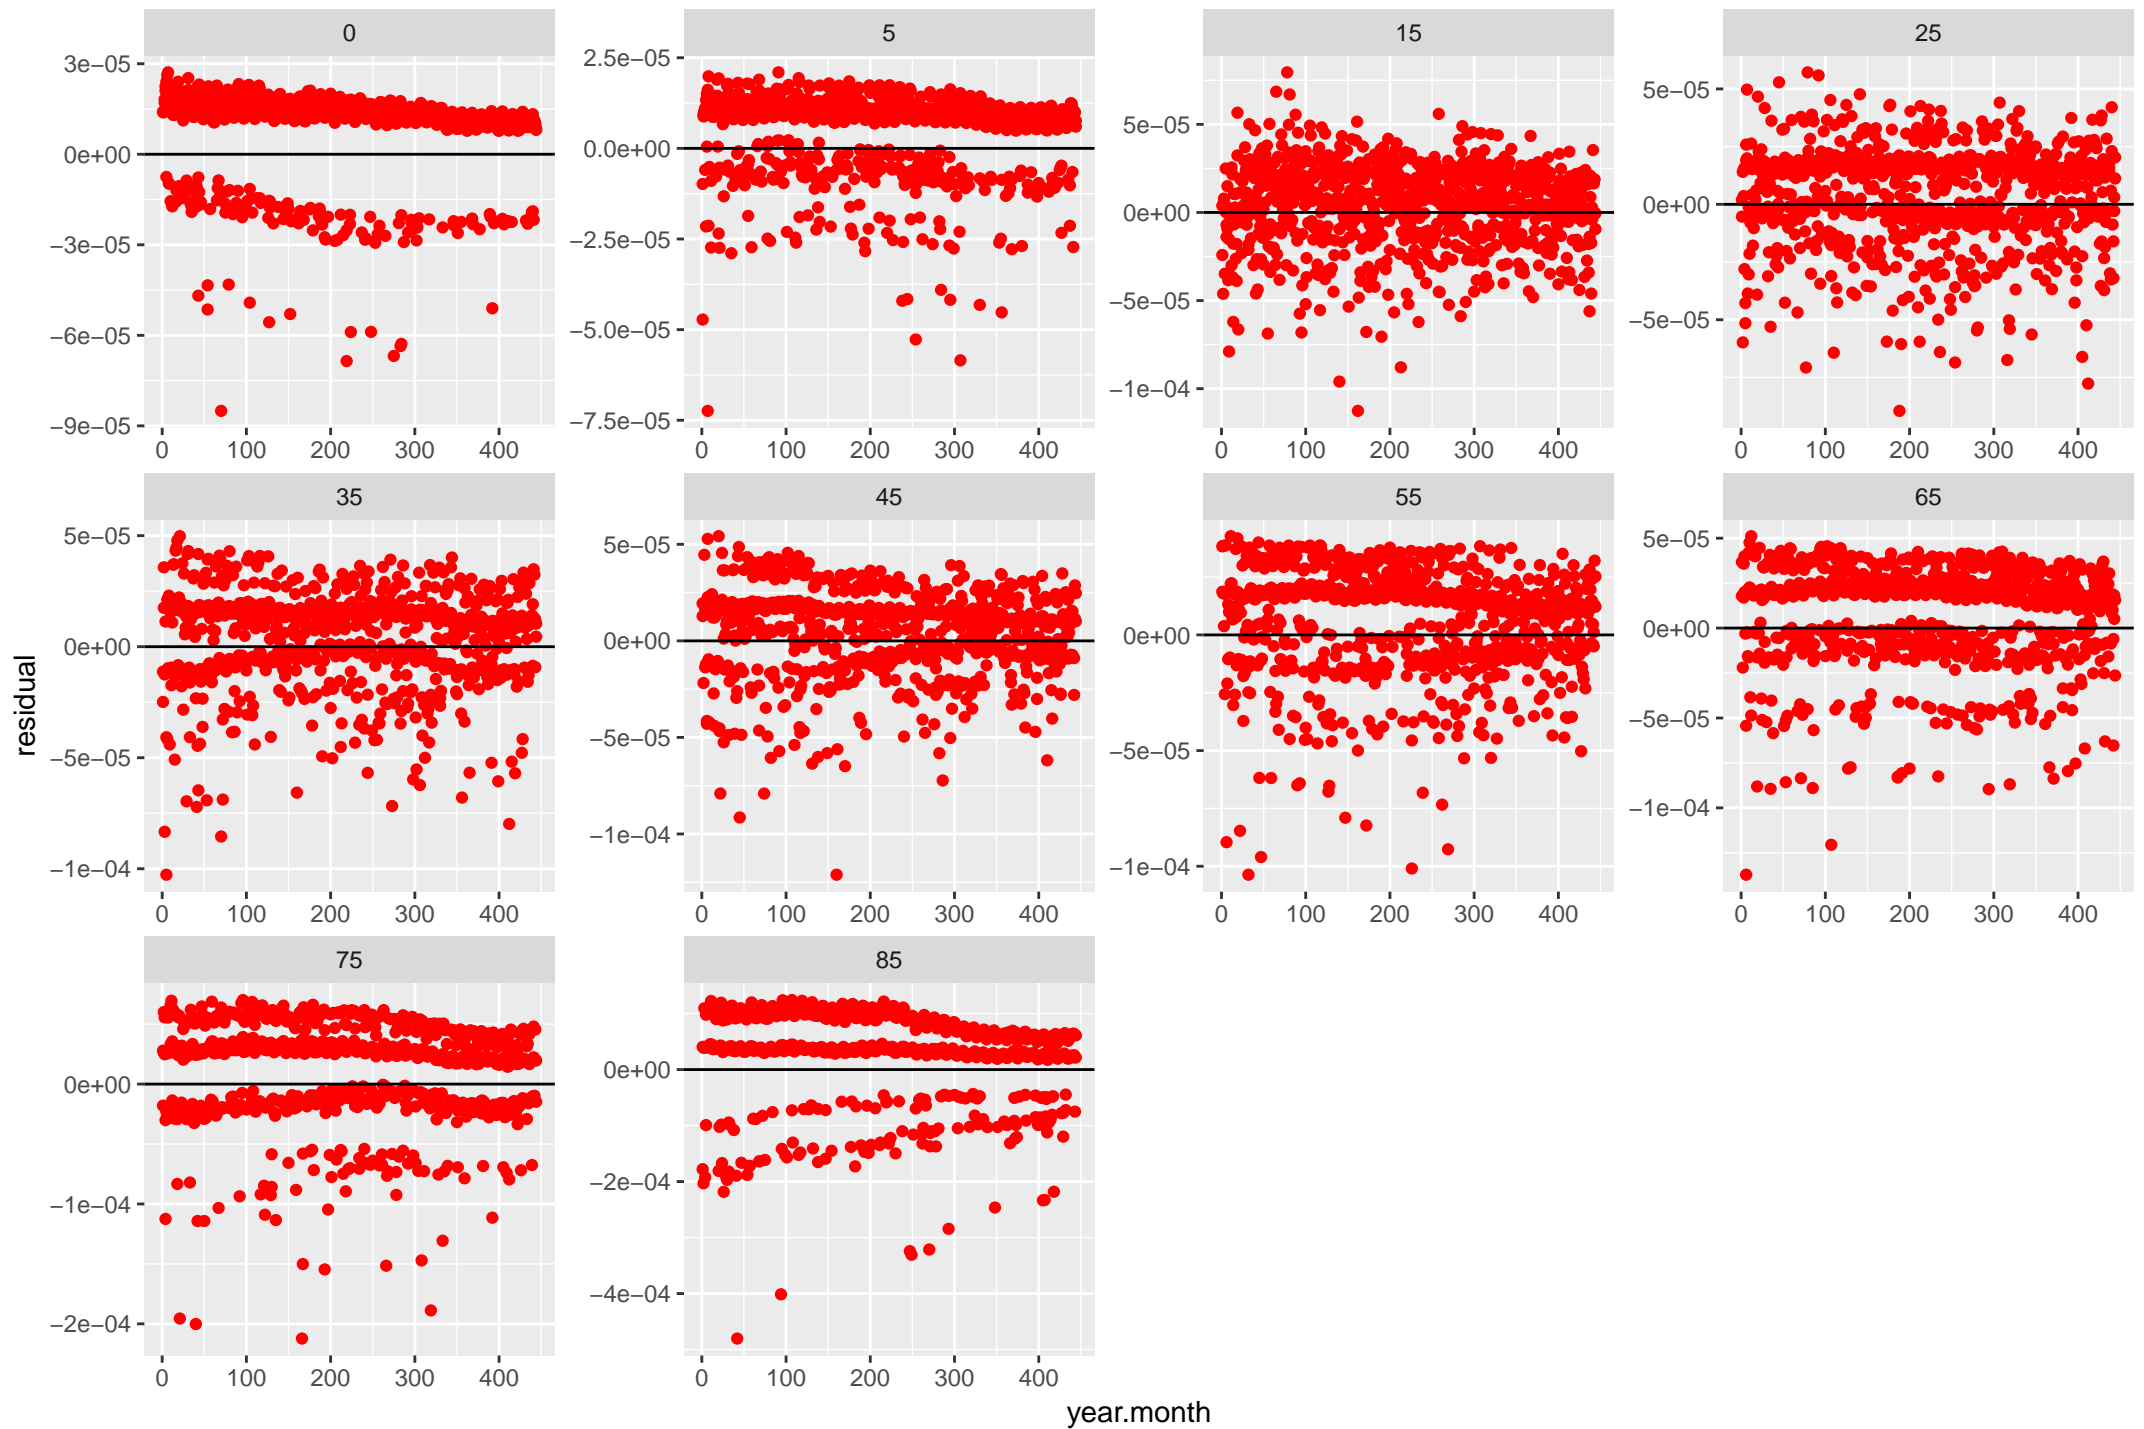 0
5
15
25
3e−05
0e+00
−3e−05
−6e−05
−9e−05
0 100 200 300 400
2.5e−05
0.0e+00
−2.5e−05
−5.0e−05
−7.5e−05
0 100 200 300 400
5e−05
0e+00
−5e−05
−1e−04
0 100 200 300 400
5e−05
0e+00
−5e−05
0 100 200 300 400
35
45
55
65
5e−05
0e+00
−5e−05
−1e−04
0 100 200 300 400
5e−05
0e+00
−5e−05
−1e−04
0 100 200 300 400
5e−05
0e+00
−5e−05
−1e−04
0 100 200 300 400
5e−05
0e+00
−5e−05
−1e−04
0 100 200 300 400
75
85
0e+00
−1e−04
−2e−04
0 100 200 300 400
0e+00
−2e−04
−4e−04
0 100 200 300 400
residual
year.month